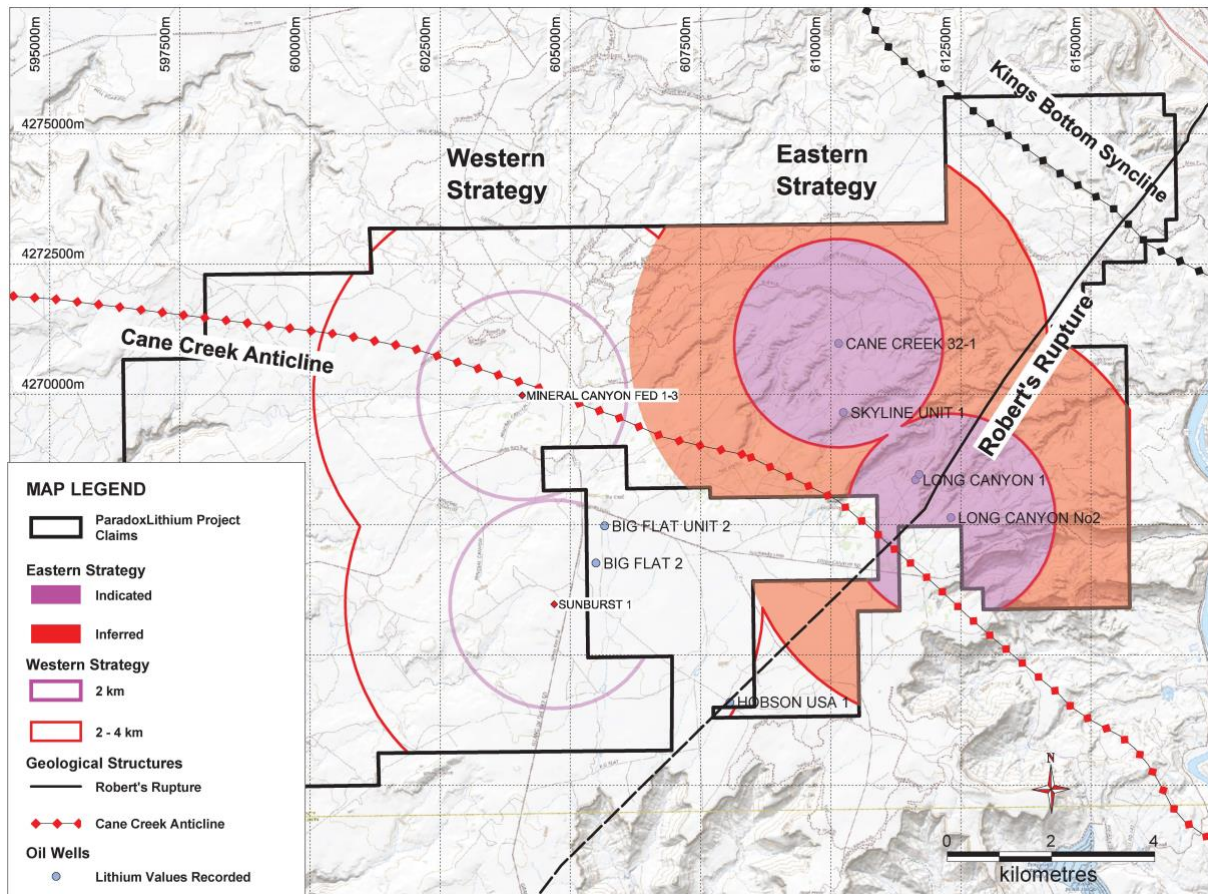 595000m
597500m
600000m
602500m
605000m
607500m
610000m
612500m
615000m
4275000m
4272500m
4270000m
Kings Bottom Syncline
Western
Strategy
Eastern
Strategy
Cane Creek Anticline
Robert's Rupture
CANE CREEK 32-1
MINERAL CANYON FED 1-3
SKYLINE UNIT 1
LONG CANYON 1
LONG CANYON No2
BIG FLAT UNIT 2
BIG FLAT 2
SUNBURST 1
HOBSON USA 1
MAP LEGEND
ParadoxLithium Project
Claims
Eastern Strategy
Indicated
Inferred
Western Strategy
2 km
2 - 4 km
Geological Structures
Robert's Rupture
Cane Creek Anticline
Oil Wells
Lithium Values Recorded
0 2 4
kilometres